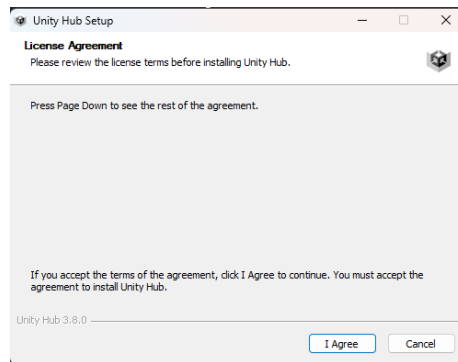 Unity Hub Setup
License Agreement
Please review the license terms before installing Unity Hub.
Press Page Down to see the rest of the agreement.
If you accept the terms of the agreement, click I Agree to continue. You must accept the
agreement to install Unity Hub.
Unity Hub 3.8.0
I Agree
Cancel